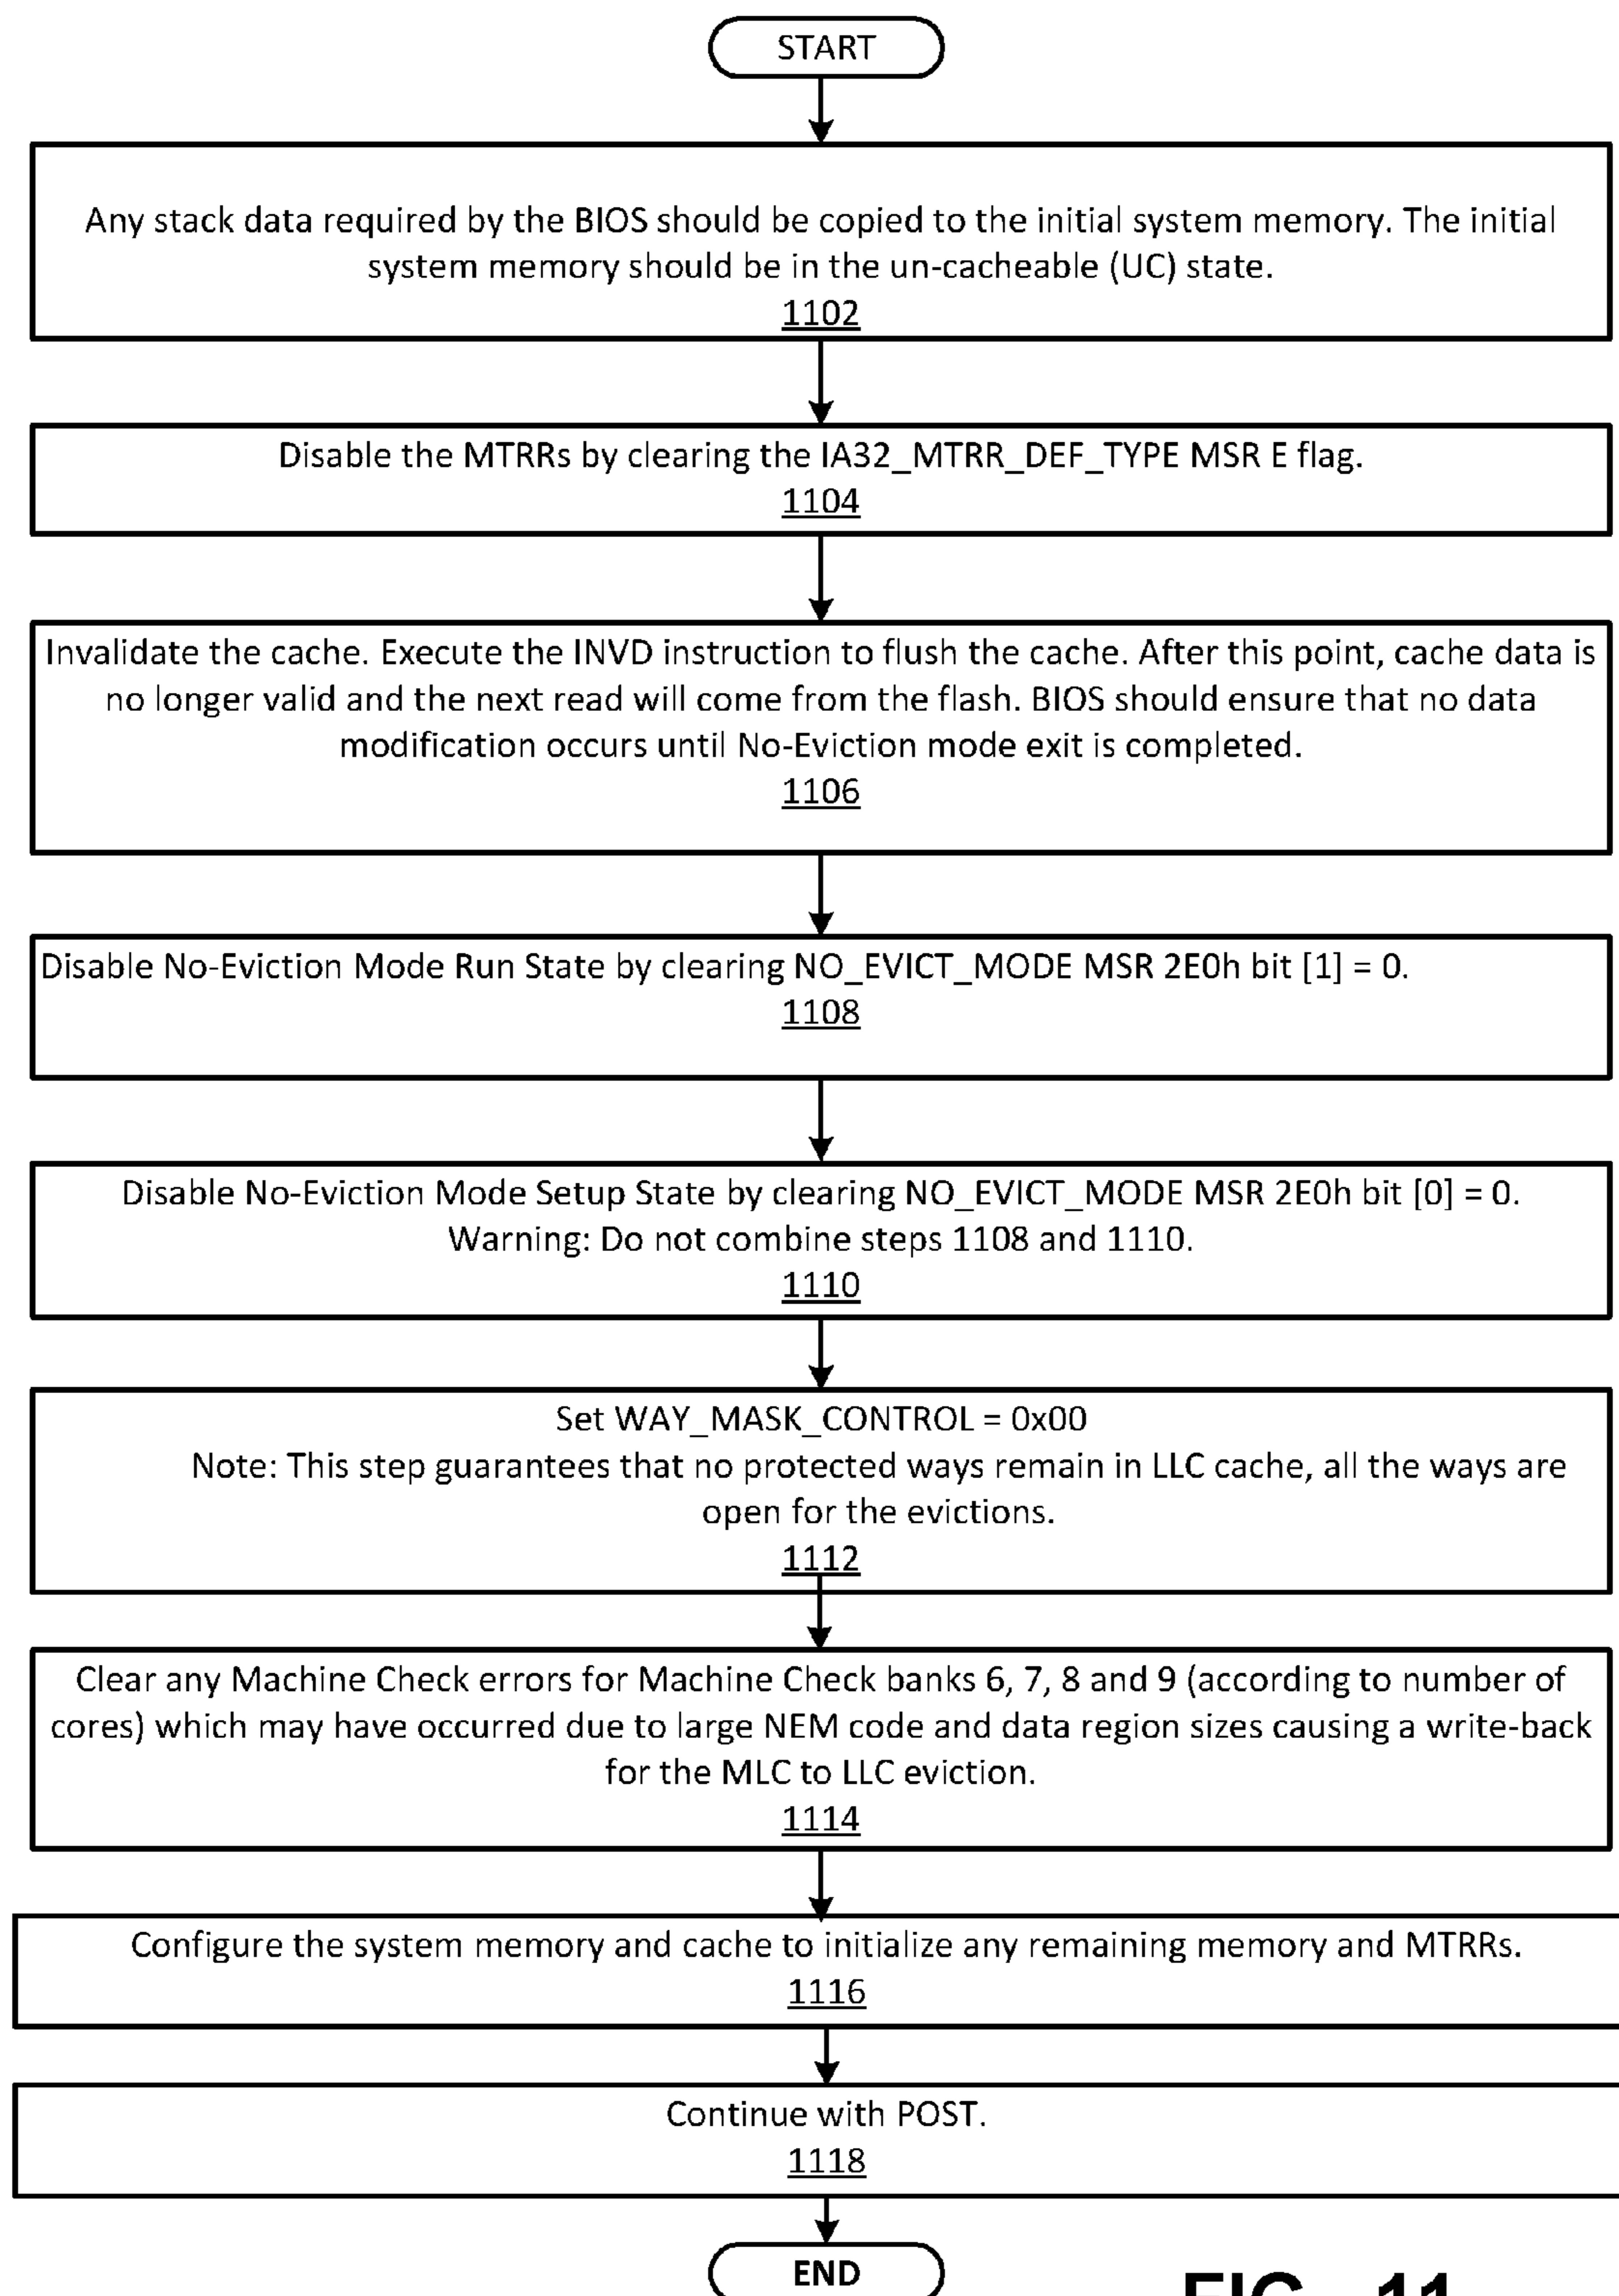 START
Any stack data required by the BIOS should be copied to the initial system memory. The initial
system memory should be in the un-cacheable (UC) state.
1102
Disable the MTRRs by clearing the IA32_MTRR_DEF_TYPE MSR E flag.
1104
Invalidate the cache. Execute the INVD instruction to flush the cache. After this point, cache data is
no longer valid and the next read will come from the flash. BIOS should ensure that no data
modification occurs until No-Eviction mode exit is completed.
1106
Disable No-Eviction Mode Run State by clearing NO_EVICT_MODE MSR 2E0h bit [1] = 0.
1108
Disable No-Eviction Mode Setup State by clearing NO_EVICT_MODE MSR 2E0h bit [0] = 0.
Warning: Do not combine steps 1108 and 1110.
1110
Set WAY_MASK_CONTROL = 0x00
Note: This step guarantees that no protected ways remain in LLC cache, all the ways are
open for the evictions.
1112
Clear any Machine Check errors for Machine Check banks 6, 7, 8 and 9 (according to number of
cores) which may have occurred due to large NEM code and data region sizes causing a write-back
for the MLC to LLC eviction.
1114
Configure the system memory and cache to initialize any remaining memory and MTRRs.
1116
Continue with POST.
1118
END
FIG. 11